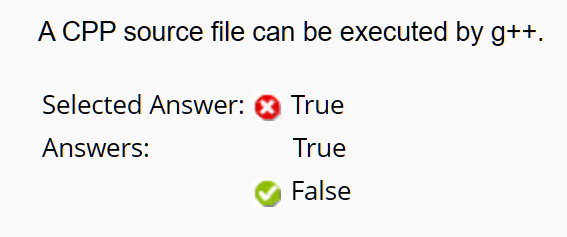 A CPP source file can be executed by g++.
Selected Answer: True
Answers: True
False